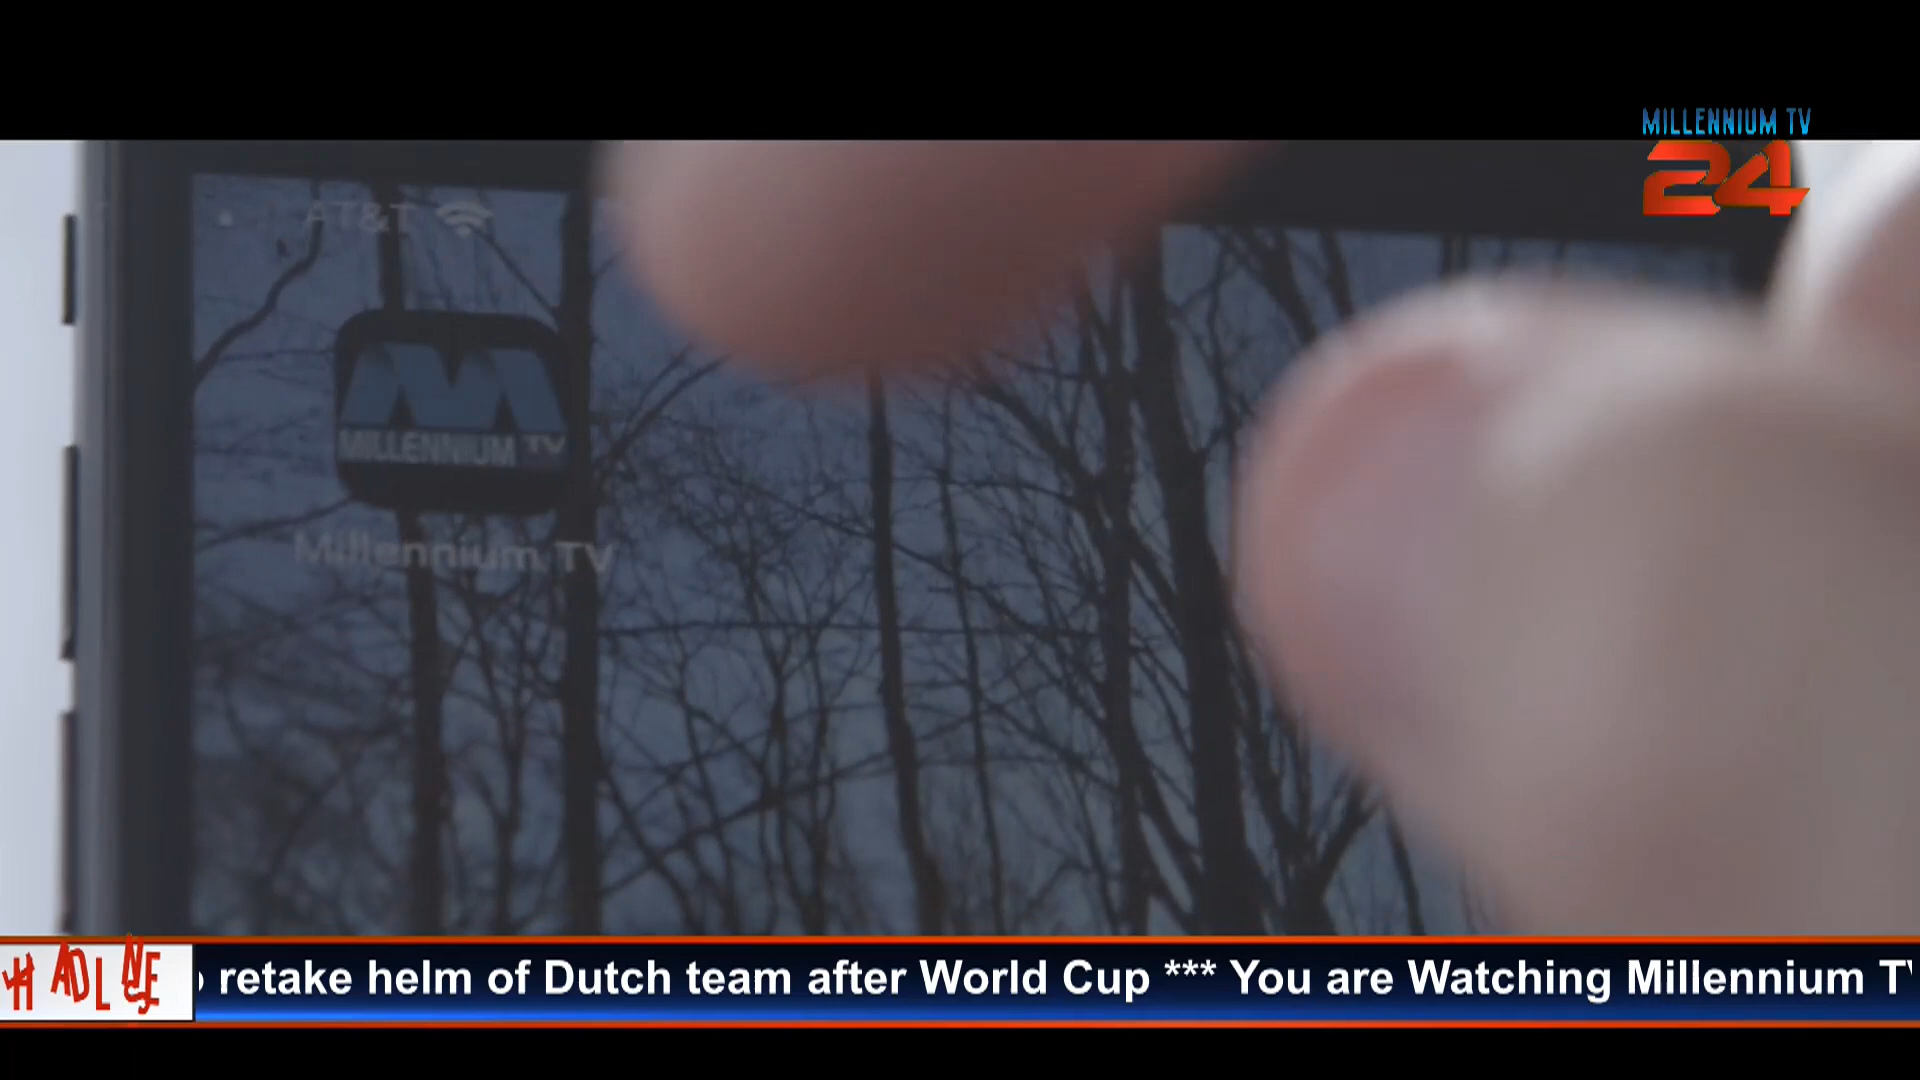 MILLENNIUM TV
24
AT&T
MILLENNIUM TV
Millennium TV
retake helm of Dutch team after World Cup *** You are Watching Millennium